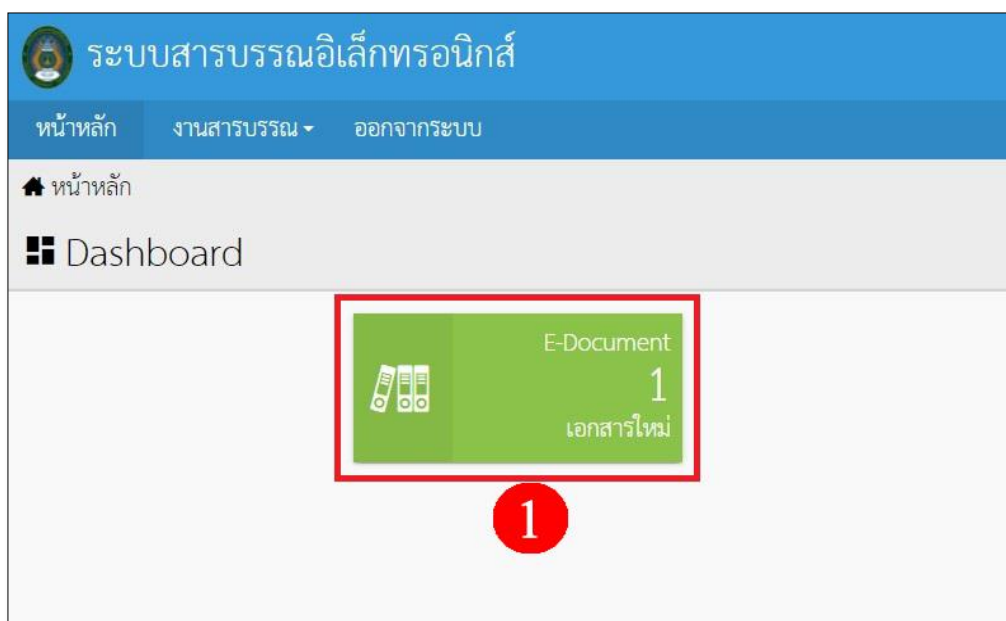 ระบบสารบรรณอิเล็กทรอนิกส์
หน้าหลัก งานสารบรรณ ออกจากระบบ
หน้าหลัก
Dashboard
E-Document
1
เอกสารใหม่
1